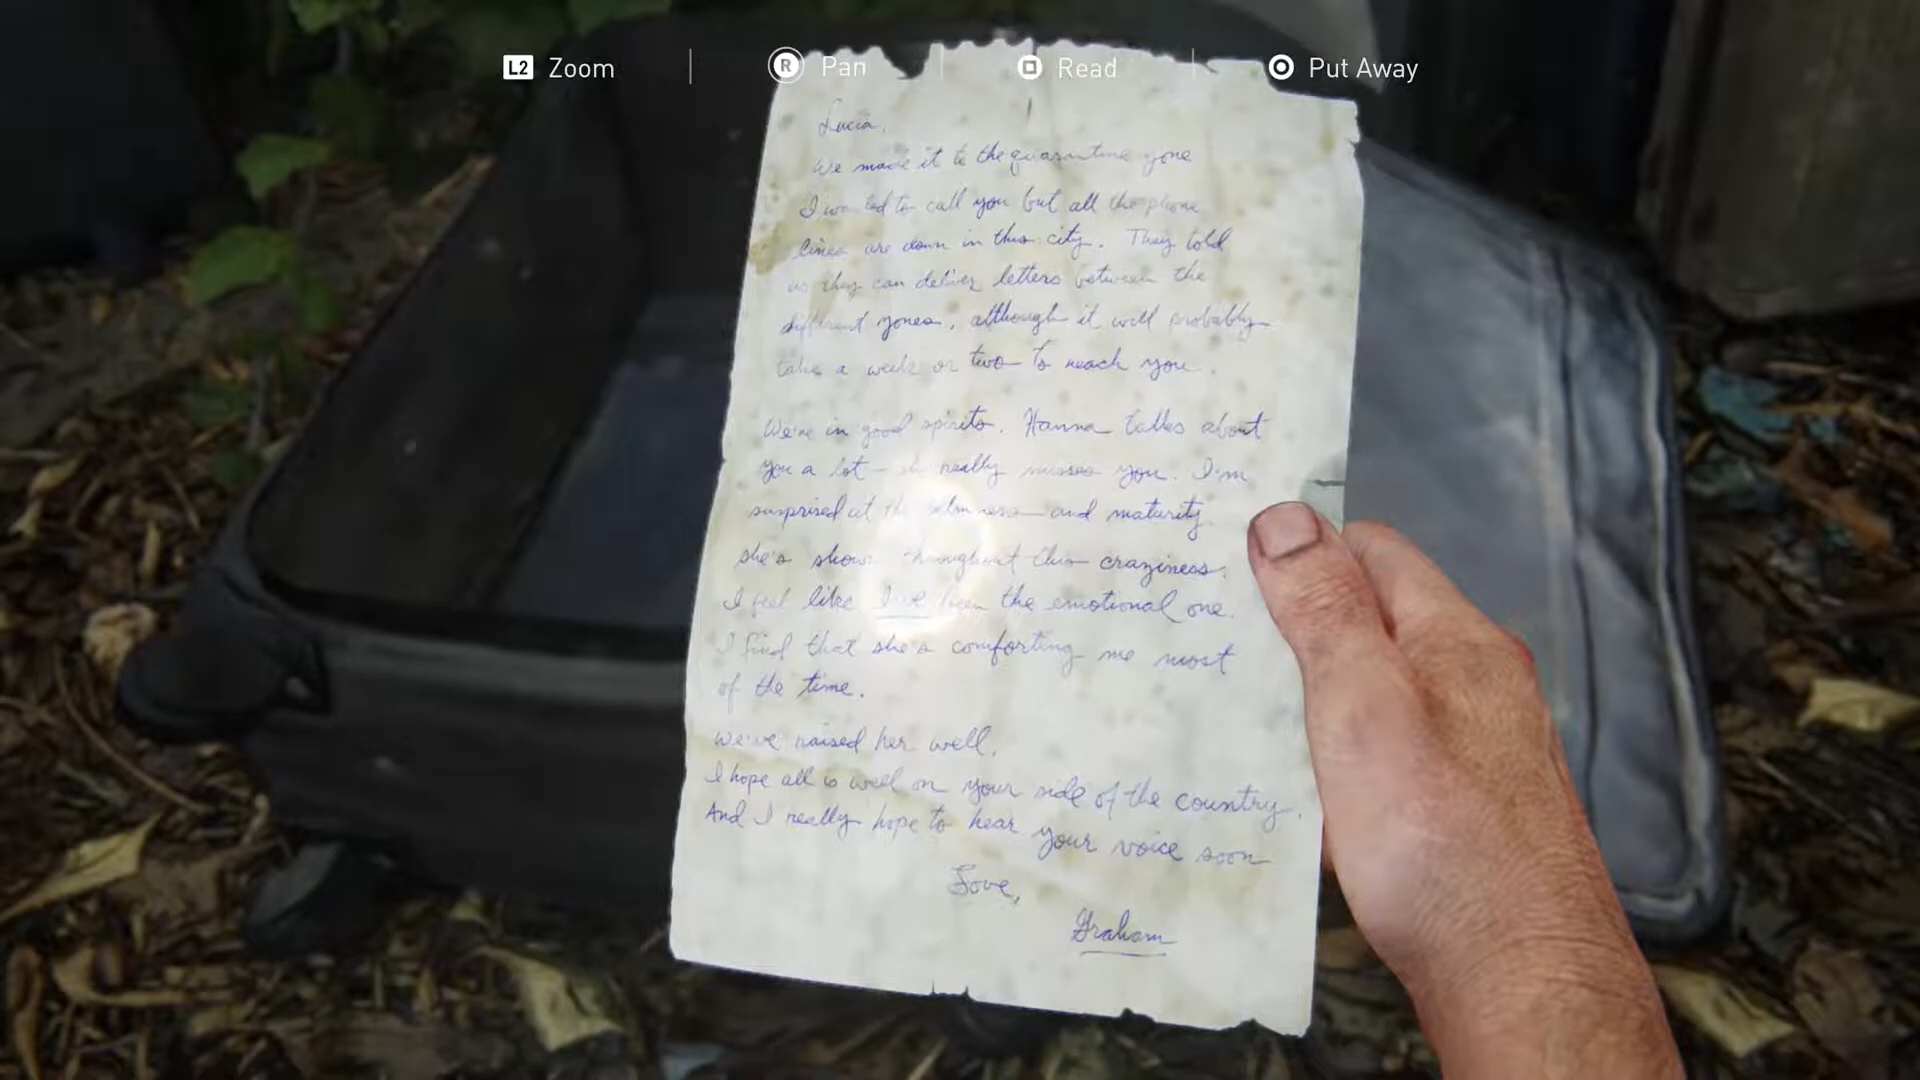 L2 Zoom R Pan Read Put Away
Lucia,
We made it to the quarantine zone
I wanted to call you but all the phone
lines are down in this city. They told
us they can deliver letters between the
different zones, although it will probably
take a week or two to reach you.
We're in good spirits. Hanna talks about
you a lot - she really misses you. I'm
surprised at the calmness and maturity
she's shown throughout this craziness.
I feel like I've been the emotional one.
I find that she's comforting me most
of the time.
We've raised her well.
I hope all is well on your side of the country.
And I really hope to hear your voice soon
Love,
Graham